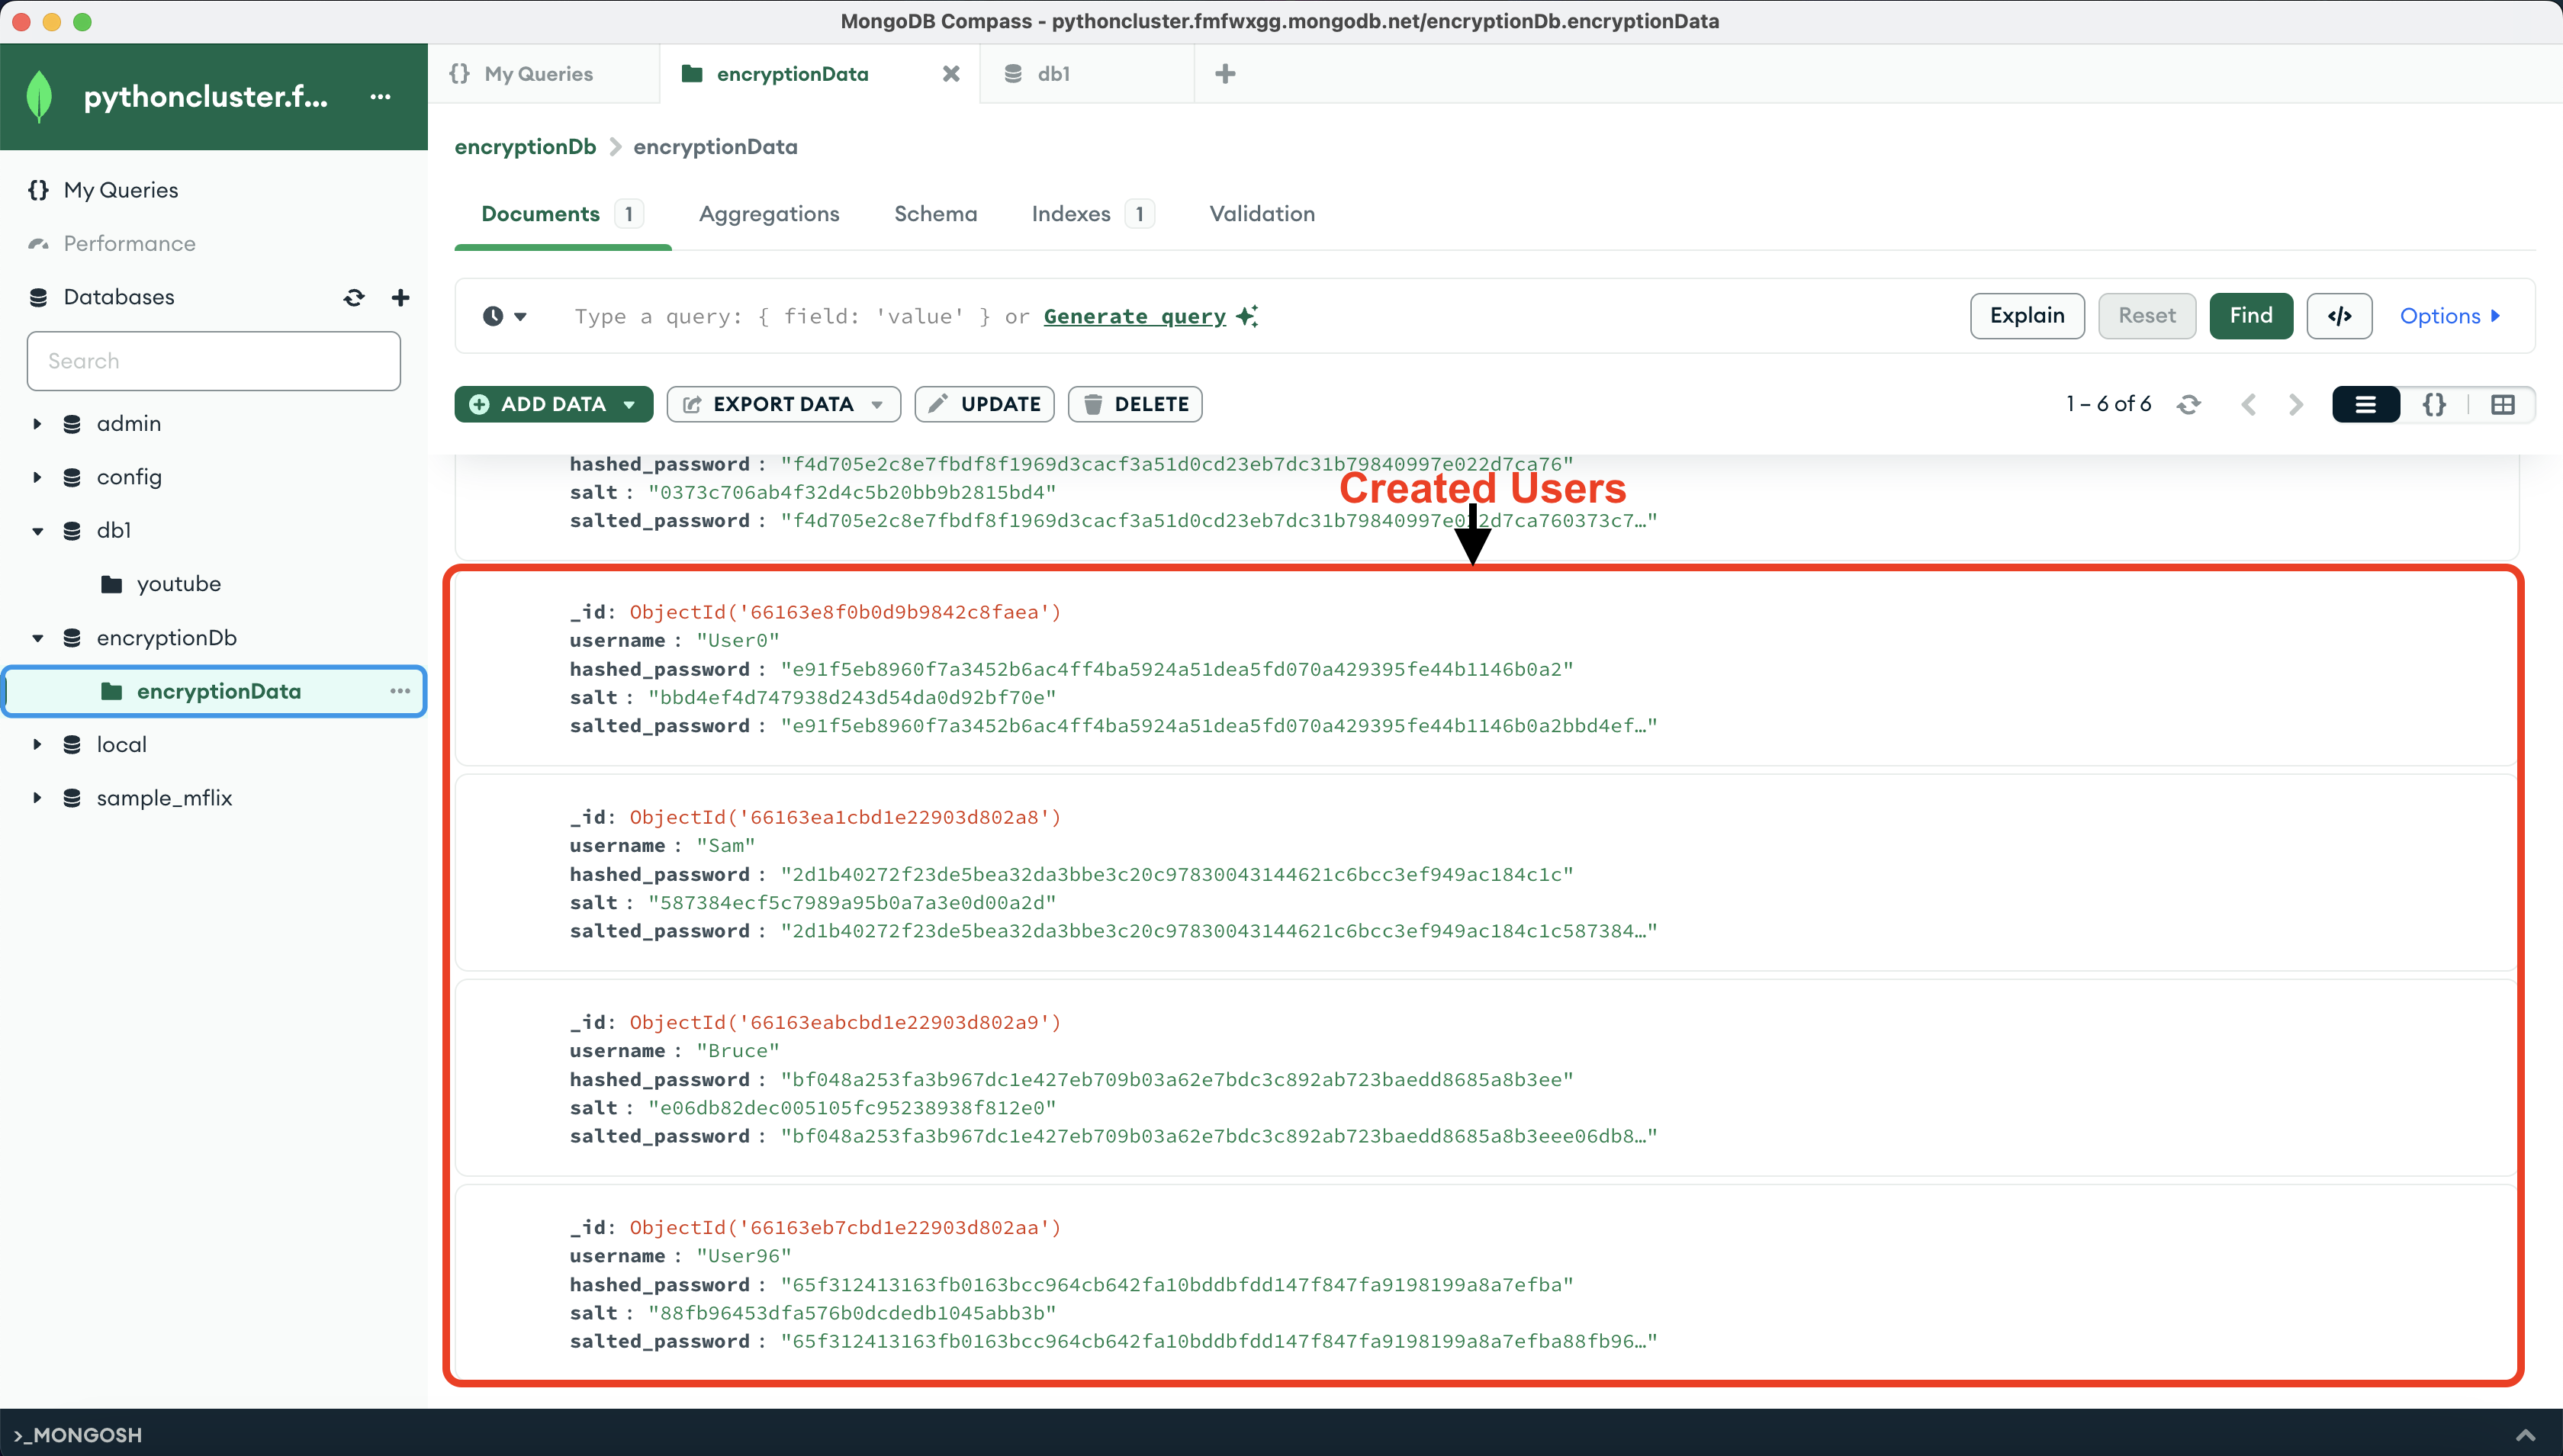 MongoDB Compass - pythoncluster.fmfwxgg.mongodb.net/encryptionDb.encryptionData
pythoncluster.f... ...
My Queries
encryptionData
db1
encryptionDb
encryptionData
My Queries
Performance
Databases
Search
admin
config
db1
youtube
encryptionDb
encryptionData ...
local
sample_mflix
Documents 1 Aggregations Schema Indexes 1 Validation
Type a query: { field: 'value' } or Generate query
Explain Reset Find </> Options
ADD DATA EXPORT DATA UPDATE DELETE 1 – 6 of 6 {}
hashed_password : "f4d705e2c8e7fbdf8f1969d3cacf3a51d0cd23eb7dc31b79840997e022d7ca76"
Created Users
salt : "0373c706ab4f32d4c5b20bb9b2815bd4"
salted_password : "f4d705e2c8e7fbdf8f1969d3cacf3a51d0cd23eb7dc31b79840997e022d7ca760373c7…"
_id: ObjectId('66163e8f0b0d9b9842c8faea')
username : "User0"
hashed_password : "e91f5eb8960f7a3452b6ac4ff4ba5924a51dea5fd070a429395fe44b1146b0a2"
salt : "bbd4ef4d747938d243d54da0d92bf70e"
salted_password : "e91f5eb8960f7a3452b6ac4ff4ba5924a51dea5fd070a429395fe44b1146b0a2bbd4ef…"
_id: ObjectId('66163ea1cbd1e22903d802a8')
username : "Sam"
hashed_password : "2d1b40272f23de5bea32da3bbe3c20c97830043144621c6bcc3ef949ac184c1c"
salt : "587384ecf5c7989a95b0a7a3e0d00a2d"
salted_password : "2d1b40272f23de5bea32da3bbe3c20c97830043144621c6bcc3ef949ac184c1c587384…"
_id: ObjectId('66163eabcbd1e22903d802a9')
username : "Bruce"
hashed_password : "bf048a253fa3b967dc1e427eb709b03a62e7bdc3c892ab723baedd8685a8b3ee"
salt : "e06db82dec005105fc95238938f812e0"
salted_password : "bf048a253fa3b967dc1e427eb709b03a62e7bdc3c892ab723baedd8685a8b3eee06db8…"
_id: ObjectId('66163eb7cbd1e22903d802aa')
username : "User96"
hashed_password : "65f312413163fb0163bcc964cb642fa10bddbfdd147f847fa9198199a8a7efba"
salt : "88fb96453dfa576b0dcdedb1045abb3b"
salted_password : "65f312413163fb0163bcc964cb642fa10bddbfdd147f847fa9198199a8a7efba88fb96…"
>_MONGOSH